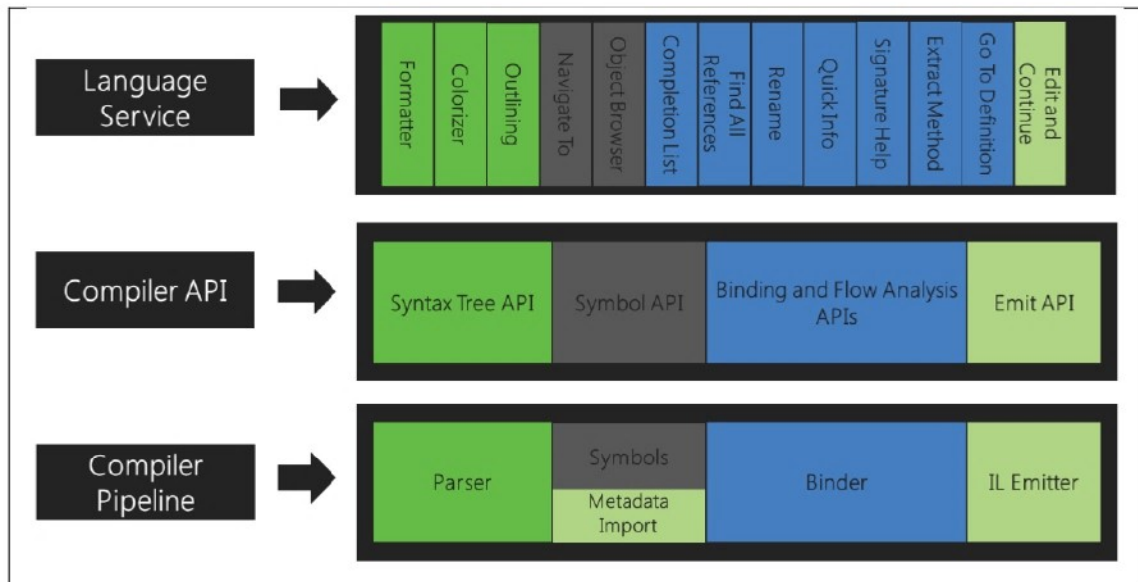 Language
Service
Formatter
Colorizer
Outlining
Navigate To
Object Browser
Completion List
Find All
References
Rename
Quick Info
Signature Help
Extract Method
Go To Definition
Edit and
Continue
Compiler API
Syntax Tree API
Symbol API
Binding and Flow Analysis
APIs
Emit API
Compiler
Pipeline
Parser
Symbols
Metadata
Import
Binder
IL Emitter